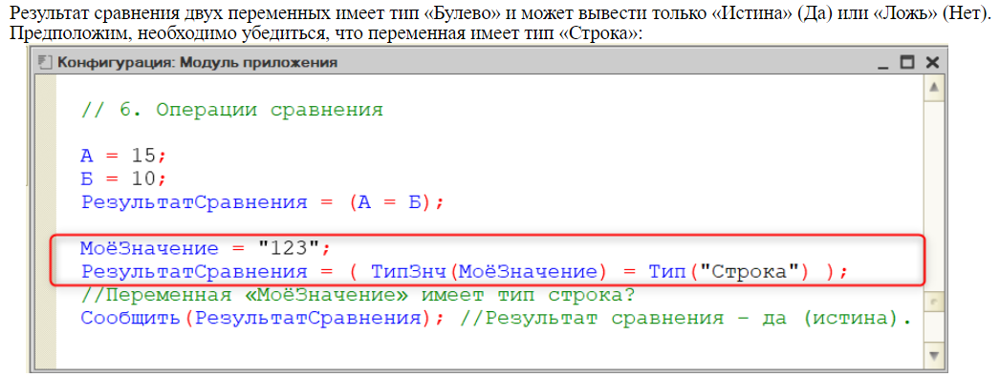 Результат сравнения двух переменных имеет тип «Булево» и может вывести только «Истина» (Да) или «Ложь» (Нет).
Предположим, необходимо убедиться, что переменная имеет тип «Строка»:
Конфигурация: Модуль приложения
// 6. Операции сравнения
А = 15;
Б = 10;
РезультатСравнения = (А = Б);
МоёЗначение = "123";
РезультатСравнения = ( ТипЗнч(МоёЗначение) = Тип("Строка") );
//Переменная «МоёЗначение» имеет тип строка?
Сообщить(РезультатСравнения); //Результат сравнения – да (истина).